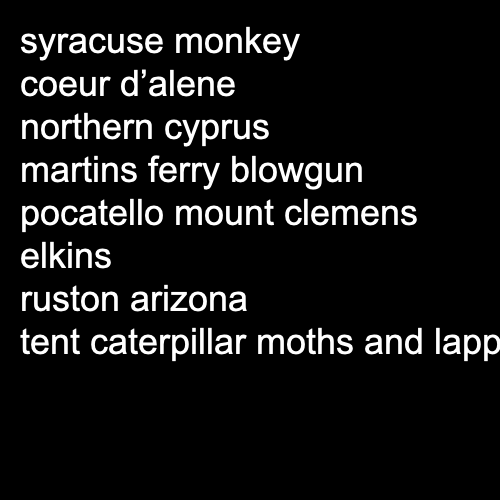 syracuse monkey
coeur d’alene
northern cyprus
martins ferry blowgun
pocatello mount clemens
elkins
ruston arizona
tent caterpillar moths and lapp